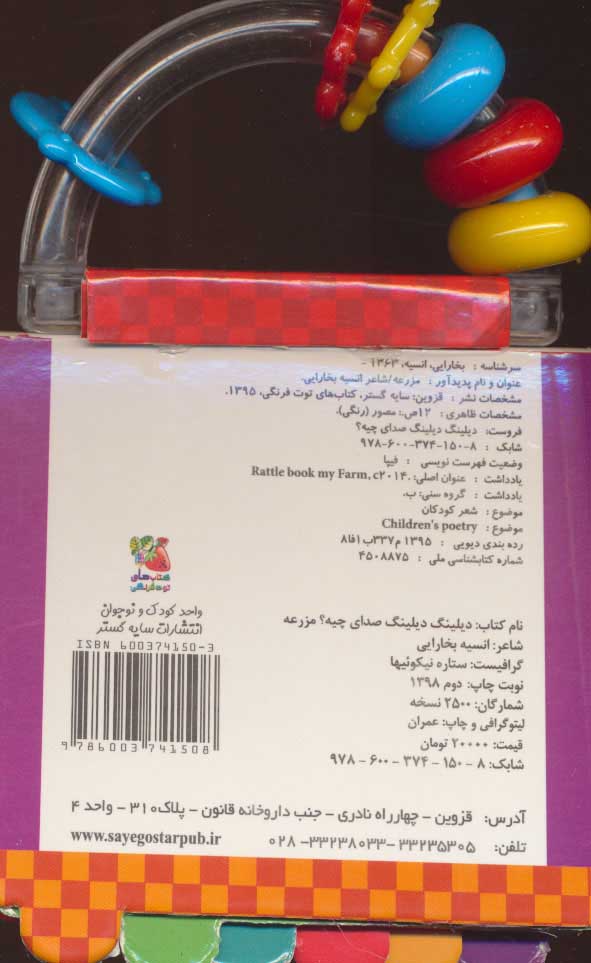 سرشناسه : بخارایی، انسیه، ۱۳۶۳ -
عنوان و نام پدیدآور : مزرعه/شاعر انسیه بخارایی.
مشخصات نشر : قزوین: سایه گستر، کتاب‌های توت فرنگی، ۱۳۹۵.
مشخصات ظاهری : ۱۲ص.: مصور (رنگی).
فروست: دیلینگ دیلینگ صدای چیه؟
شابک : ۹۷۸-۶۰۰-۳۷۴-۱۵۰-۸
وضعیت فهرست نویسی : فیپا
یادداشت : عنوان اصلی: Rattle book my Farm, c۲۰۱۴.
یادداشت : گروه سنی: ب.
موضوع : شعر کودکان
موضوع : Children's poetry
رده بندی دیویی : ۱۳۹۵ م۳۳۷ب ۱فا۸
شماره کتابشناسی ملی : ۴۵۰۸۸۷۵
کتاب‌های
توت فرنگی
واحد کودک و نوجوان
انتشارات سایه گستر
ISBN 600374150-3
9 786003 741508
نام کتاب: دیلینگ دیلینگ صدای چیه؟ مزرعه
شاعر: انسیه بخارایی
گرافیست: ستاره نیکوئیها
نوبت چاپ: دوم ۱۳۹۸
شمارگان: ۲۵۰۰ نسخه
لیتوگرافی و چاپ: عمران
قیمت: ۲۰۰۰۰ تومان
شابک: ۸ - ۱۵۰ - ۳۷۴ - ۶۰۰ - ۹۷۸
آدرس: قزوین - چهارراه نادری - جنب داروخانه قانون - پلاک۳۱۰ - واحد ۴
تلفن: ۳۳۲۳۵۳۰۵ -۳۳۲۳۸۰۳۳- ۰۲۸
www.sayegostarpub.ir